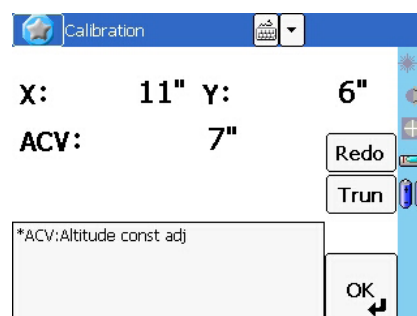 Calibration
X: 11" Y: 6"
ACV: 7"
Redo
Trun
*ACV:Altitude const adj
OK